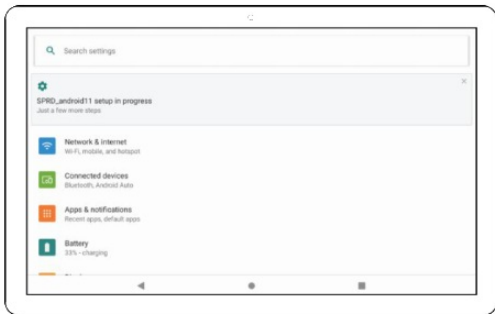 Search settings
SPRD_android11 setup in progress
Just a few more steps
Network & internet
Wi-Fi, mobile, and hotspot
Connected devices
Bluetooth, Android Auto
Apps & notifications
Recent apps, default apps
Battery
33% - charging